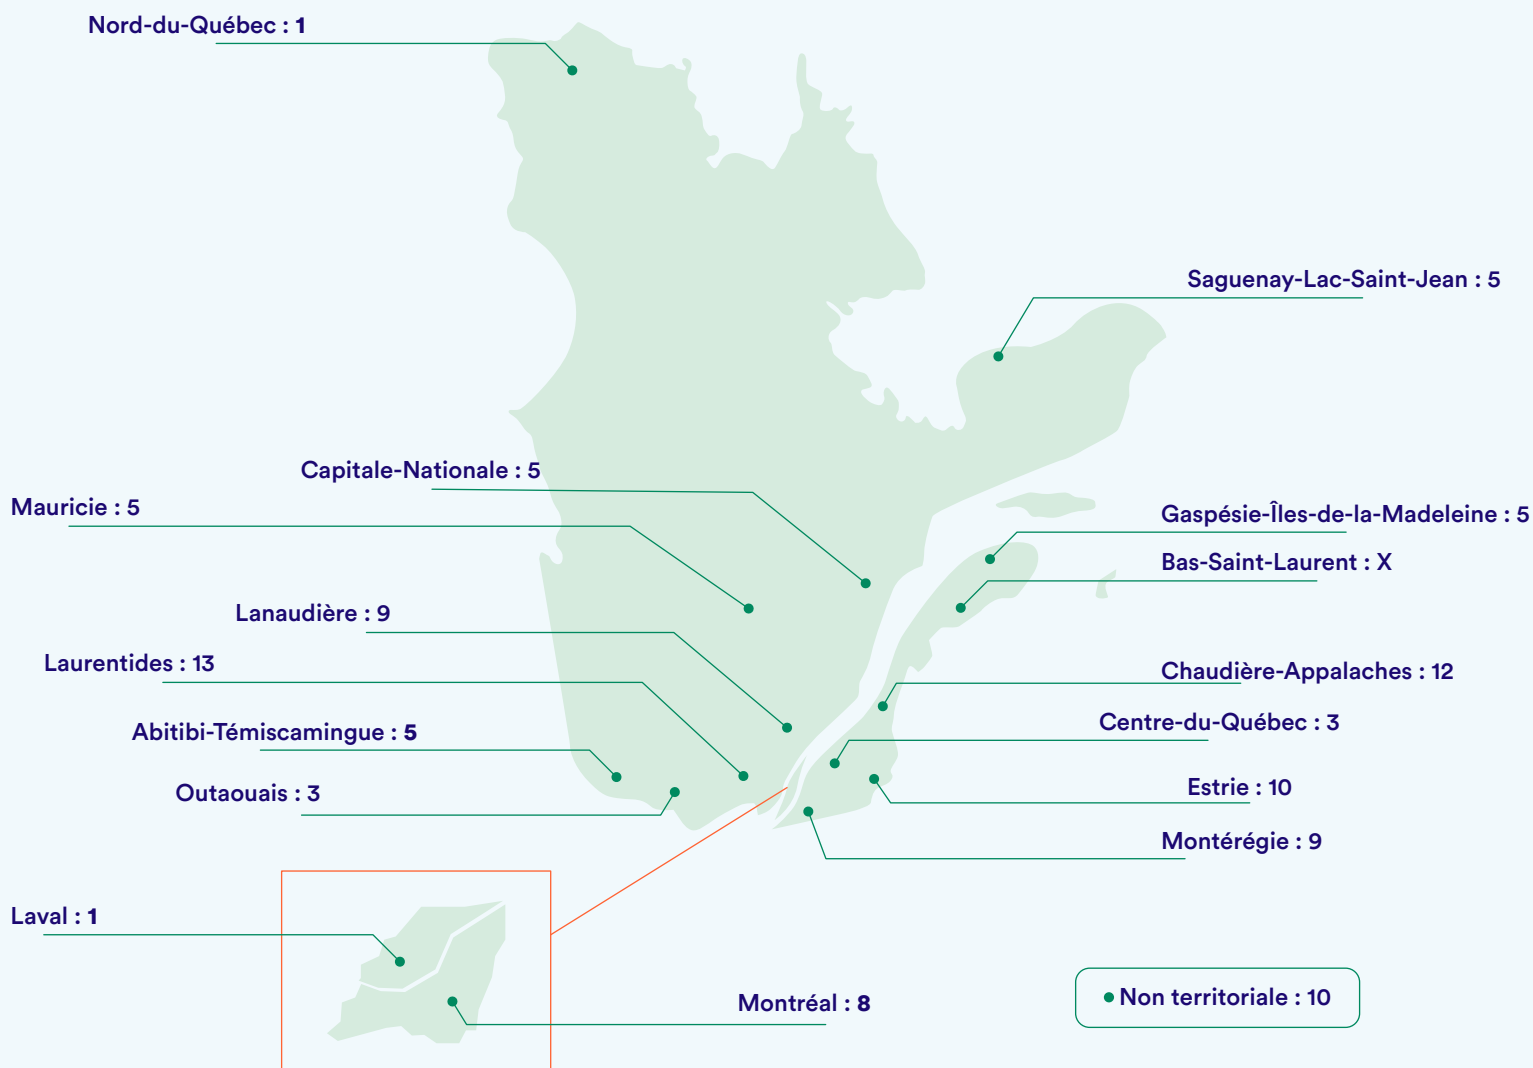 Nord-du-Québec : 1
Saguenay-Lac-Saint-Jean : 5
Capitale-Nationale : 5
Mauricie : 5
Gaspésie-Îles-de-la-Madeleine : 5
Bas-Saint-Laurent : X
Lanaudière : 9
Laurentides : 13
Chaudière-Appalaches : 12
Centre-du-Québec : 3
Abitibi-Témiscamingue : 5
Outaouais : 3
Estrie : 10
Montérégie : 9
Laval : 1
Montréal : 8
Non territoriale : 10